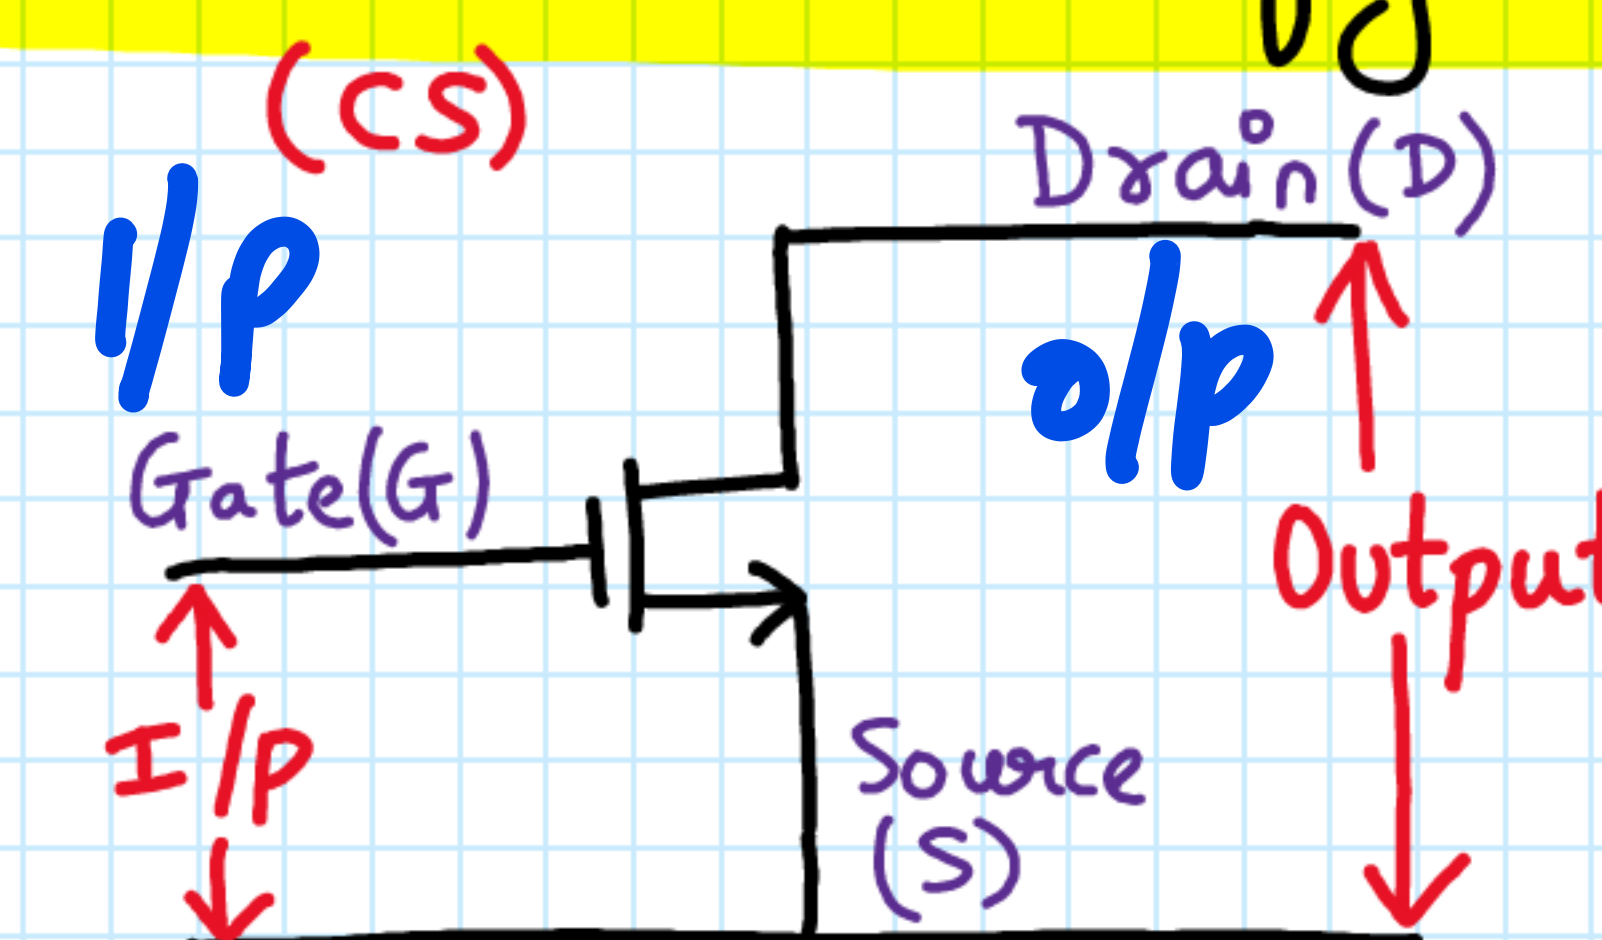 (CS)
Drain (D)
I/P
O/P
Gate (G)
Output
I/P
Source
(S)